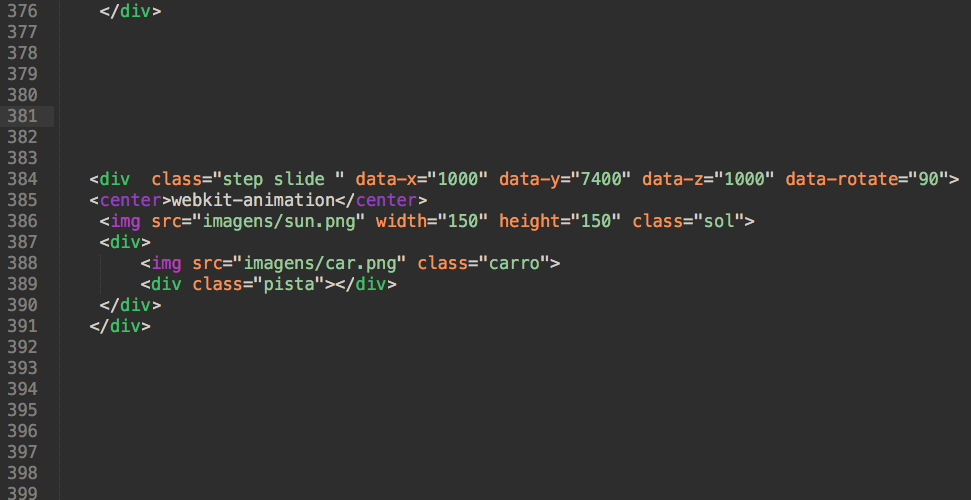 376 </div>
377
378
379
380
381
382
383
384 <div  class="step slide " data-x="1000" data-y="7400" data-z="1000" data-rotate="90">
385 <center>webkit-animation</center>
386 <img src="imagens/sun.png" width="150" height="150" class="sol">
387 <div>
388 <img src="imagens/car.png" class="carro">
389 <div class="pista"></div>
390 </div>
391 </div>
392
393
394
395
396
397
398
399